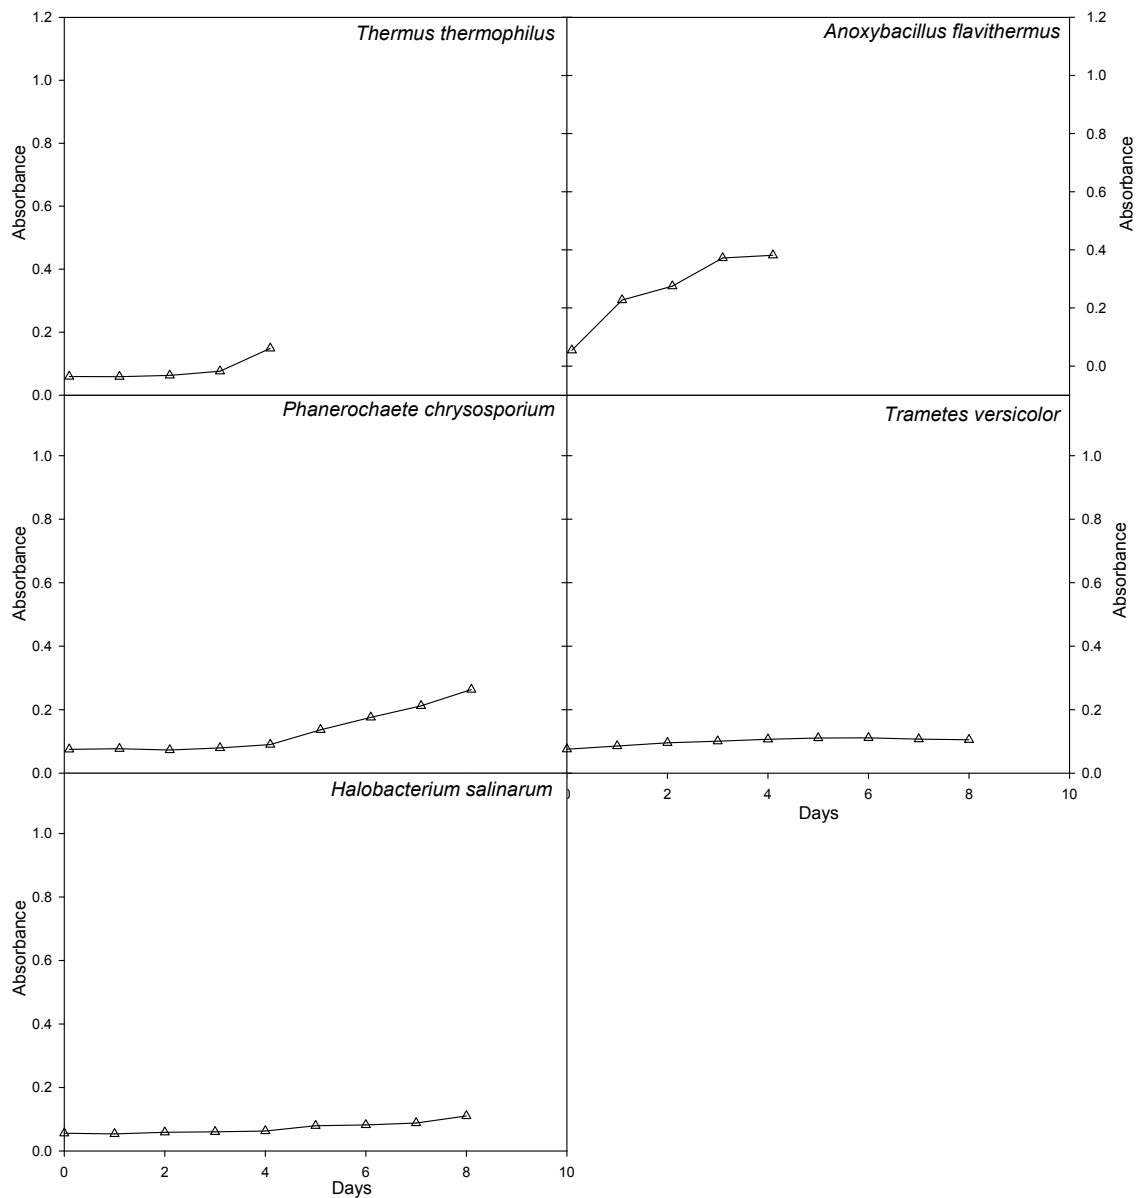 Thermus thermophilus
Absorbance
1.2
1.0
0.8
0.6
0.4
0.2
0.0
Anoxybacillus flavithermus
Absorbance
1.2
1.0
0.8
0.6
0.4
0.2
0.0
Phanerochaete chrysosporium
Absorbance
1.0
0.8
0.6
0.4
0.2
0.0
Trametes versicolor
Absorbance
1.0
0.8
0.6
0.4
0.2
0.0
2 4 6 8 10
Days
Halobacterium salinarum
Absorbance
1.0
0.8
0.6
0.4
0.2
0.0
0 2 4 6 8 10
Days